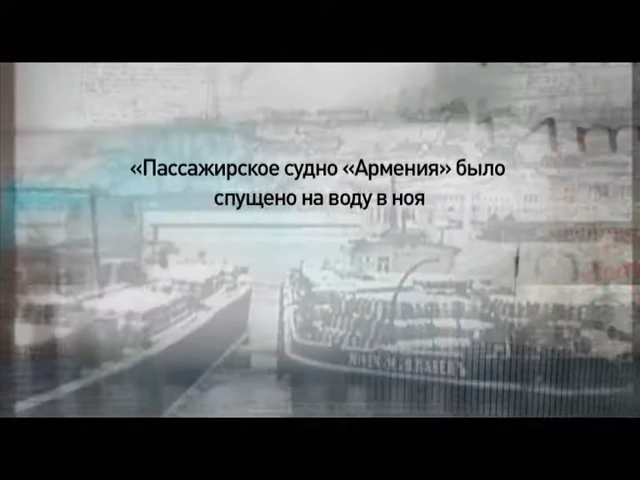 «Пассажирское судно «Армения» было
спущено на воду в ноя